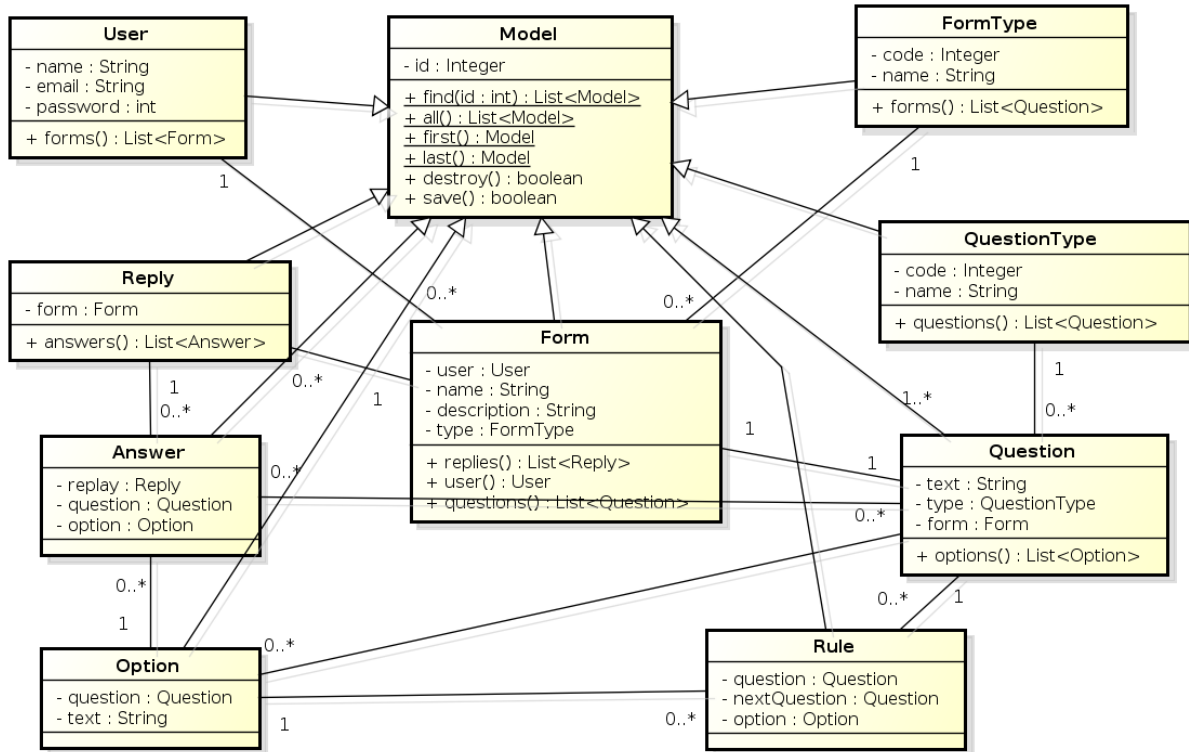 User
- name : String
- email : String
- password : int
+ forms() : List<Form>
Model
- id : Integer
+ find(id : int) : List<Model>
+ all() : List<Model>
+ first() : Model
+ last() : Model
+ destroy() : boolean
+ save() : boolean
FormType
- code : Integer
- name : String
+ forms() : List<Question>
1
1
QuestionType
- code : Integer
- name : String
+ questions() : List<Question>
Reply
- form : Form
+ answers() : List<Answer>
0..*
0..*
Form
- user : User
- name : String
- description : String
- type : FormType
+ replies() : List<Reply>
+ user() : User
+ questions() : List<Question>
1
0..*
0..*
1
1
0..*
1..*
1
1
0..*
Answer
- replay : Reply
- question : Question
- option : Option
0..*
Question
- text : String
- type : QuestionType
- form : Form
+ options() : List<Option>
0..*
1
0..*
0..*
1
Option
- question : Question
- text : String
1
0..*
Rule
- question : Question
- nextQuestion : Question
- option : Option